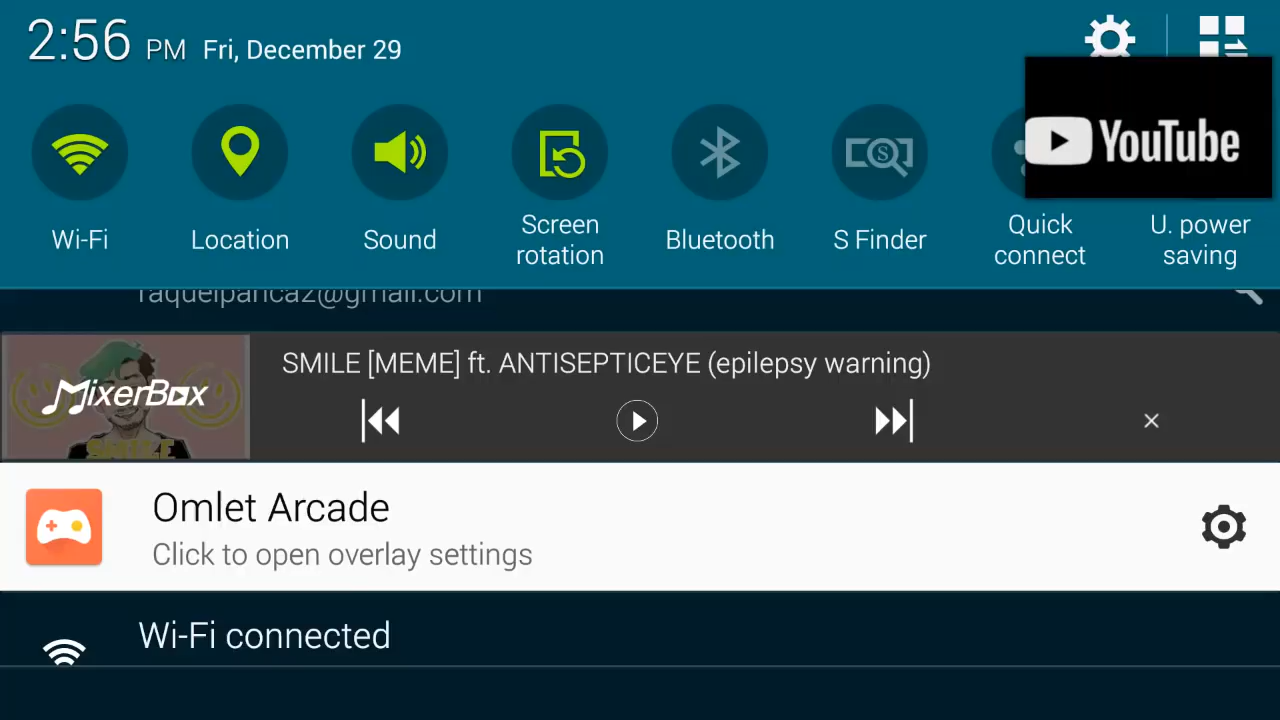 2:56 PM Fri, December 29
YouTube
Wi-Fi
Location
Sound
Screen
rotation
Bluetooth
S Finder
Quick
connect
U. power
saving
SMILE [MEME] ft. ANTISEPTICEYE (epilepsy warning)
MixerBox
SMILE
Omlet Arcade
Click to open overlay settings
Wi-Fi connected